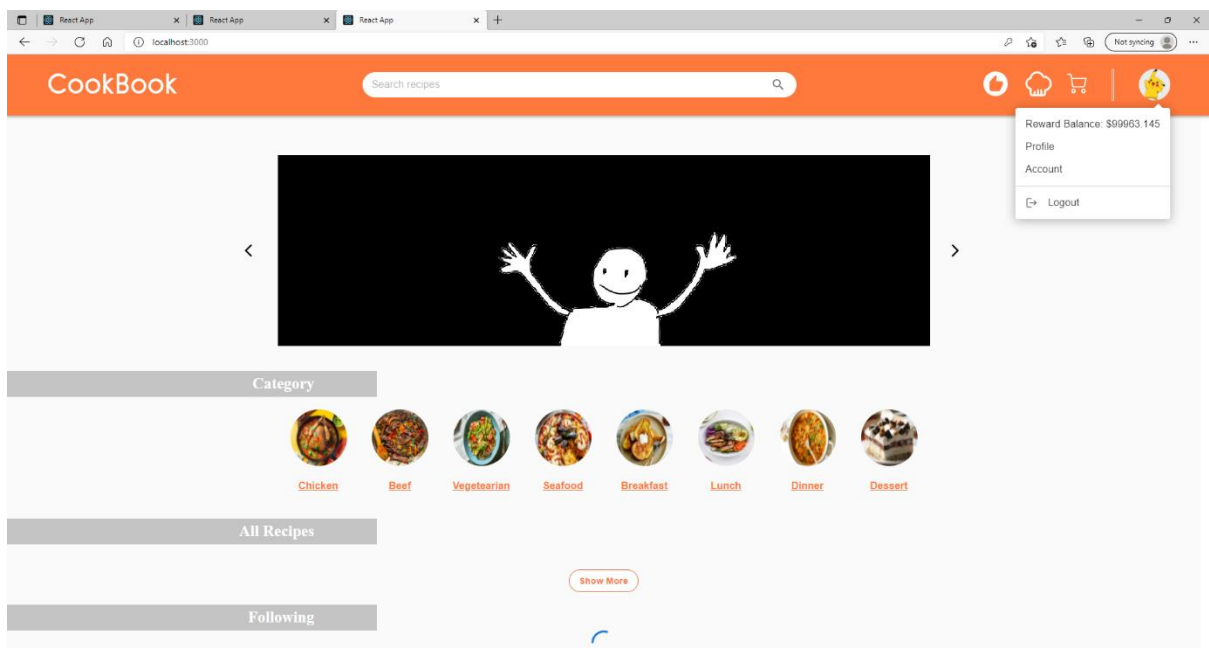 React App
React App
React App
localhost:3000
Not syncing
CookBook
Search recipes
Reward Balance: $99963.145
Profile
Account
Logout
Category
Chicken Beef Vegetearian Seafood Breakfast Lunch Dinner Dessert
All Recipes
Show More
Following